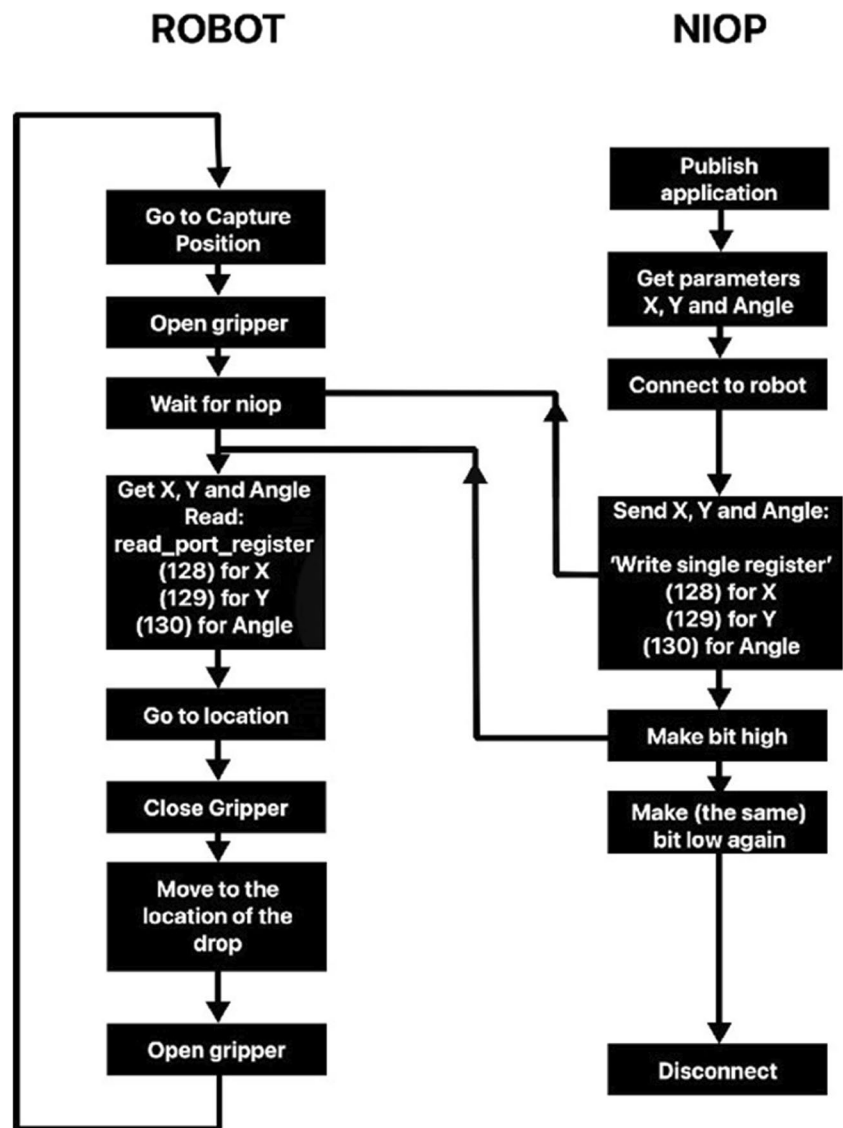 ROBOT
NIOP
Go to Capture
Position
Open gripper
Wait for niop
Get X, Y and Angle
Read:
read_port_register
(128) for X
(129) for Y
(130) for Angle
Go to location
Close Gripper
Move to the
location of the
drop
Open gripper
Publish
application
Get parameters
X, Y and Angle
Connect to robot
Send X, Y and Angle:
‘Write single register’
(128) for X
(129) for Y
(130) for Angle
Make bit high
Make (the same)
bit low again
Disconnect